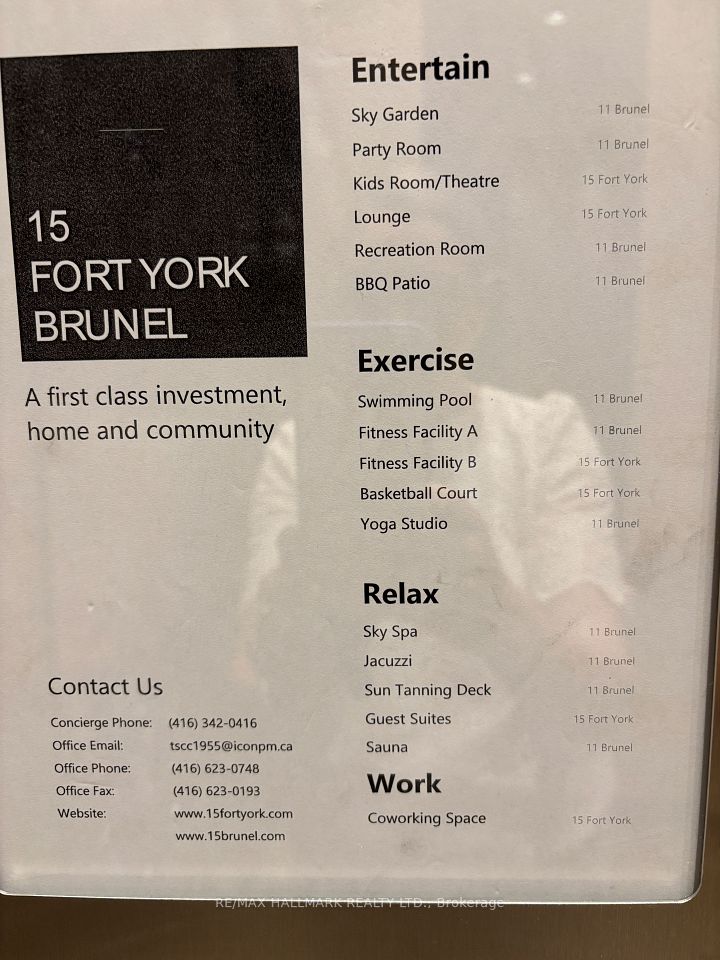 15
FORT YORK
BRUNEL
A first class investment,
home and community
Contact Us
Concierge Phone: (416) 342-0416
Office Email: tscc1955@iconpm.ca
Office Phone: (416) 623-0748
Office Fax: (416) 623-0193
Website: www.15fortyork.com
www.15brunel.com
Entertain
Sky Garden 11 Brunel
Party Room 11 Brunel
Kids Room/Theatre 15 Fort York
Lounge 15 Fort York
Recreation Room 11 Brunel
BBQ Patio 11 Brunel
Exercise
Swimming Pool 11 Brunel
Fitness Facility A 11 Brunel
Fitness Facility B 15 Fort York
Basketball Court 15 Fort York
Yoga Studio 11 Brunel
Relax
Sky Spa 11 Brunel
Jacuzzi 11 Brunel
Sun Tanning Deck 11 Brunel
Guest Suites 15 Fort York
Sauna 11 Brunel
Work
Coworking Space 15 Fort York
RE/MAX HALLMARK REALTY LTD., Brokerage